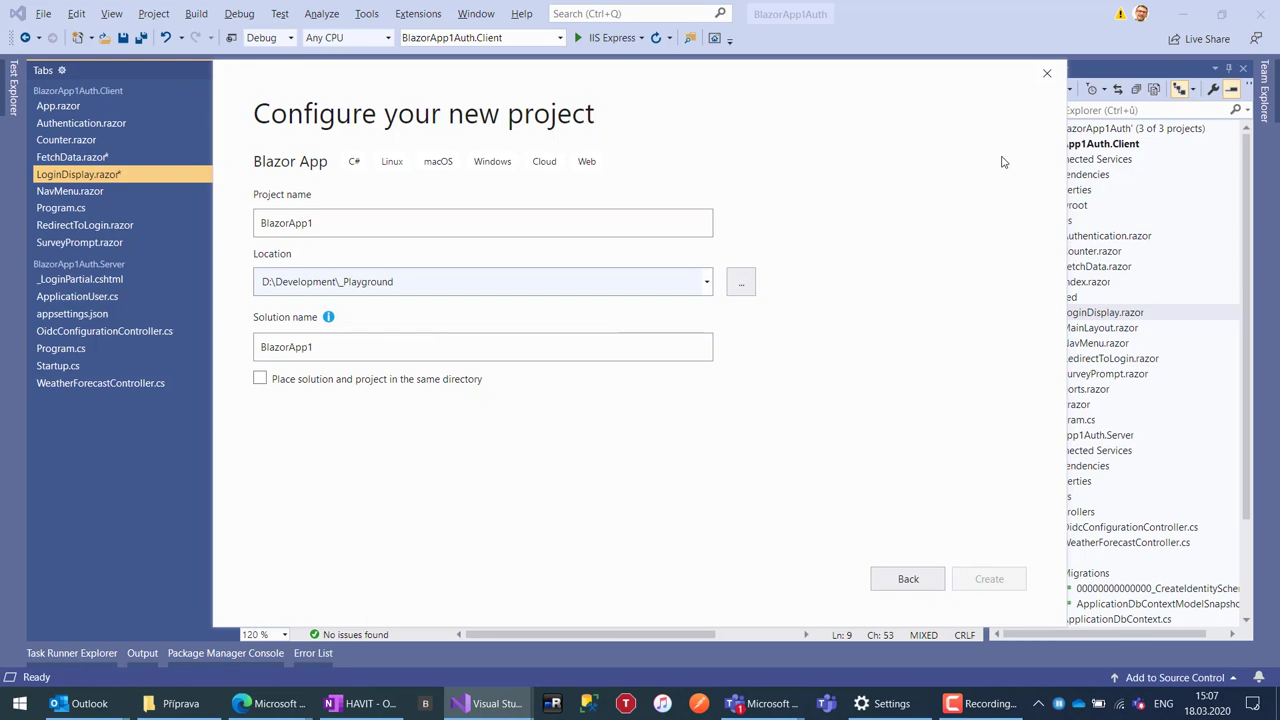 File Edit View Project Build Debug Test Analyze Tools Extensions Window Help Search (Ctrl+Q) BlazorApp1Auth
Debug Any CPU BlazorApp1Auth.Client IIS Express Live Share
Test Explorer
Team Explorer
Tabs
BlazorApp1Auth.Client
App.razor
Authentication.razor
Counter.razor
FetchData.razor*
LoginDisplay.razor*
NavMenu.razor
Program.cs
RedirectToLogin.razor
SurveyPrompt.razor
BlazorApp1Auth.Server
_LoginPartial.cshtml
ApplicationUser.cs
appsettings.json
OidcConfigurationController.cs
Program.cs
Startup.cs
WeatherForecastController.cs
Configure your new project
Blazor App C# Linux macOS Windows Cloud Web
Project name
BlazorApp1
Location
D:\Development\_Playground
...
Solution name
BlazorApp1
Place solution and project in the same directory
Back Create
Explorer (Ctrl+ů)
lazorApp1Auth' (3 of 3 projects)
App1Auth.Client
nected Services
endencies
erties
root
s
uthentication.razor
ounter.razor
etchData.razor
ndex.razor
ed
oginDisplay.razor
MainLayout.razor
NavMenu.razor
edirectToLogin.razor
urveyPrompt.razor
orts.razor
razor
ram.cs
pp1Auth.Server
nected Services
endencies
erties
s
rollers
OidcConfigurationController.cs
WeatherForecastController.cs
Migrations
00000000000000_CreateIdentitySchem
ApplicationDbContextModelSnapsho
ApplicationDbContext.cs
120 % No issues found Ln: 9 Ch: 53 MIXED CRLF
Task Runner Explorer Output Package Manager Console Error List
Ready Add to Source Control
Outlook Příprava Microsoft ... HAVIT - O... Visual Stu... Microsoft ... Settings Recording... 15:07
18.03.2020